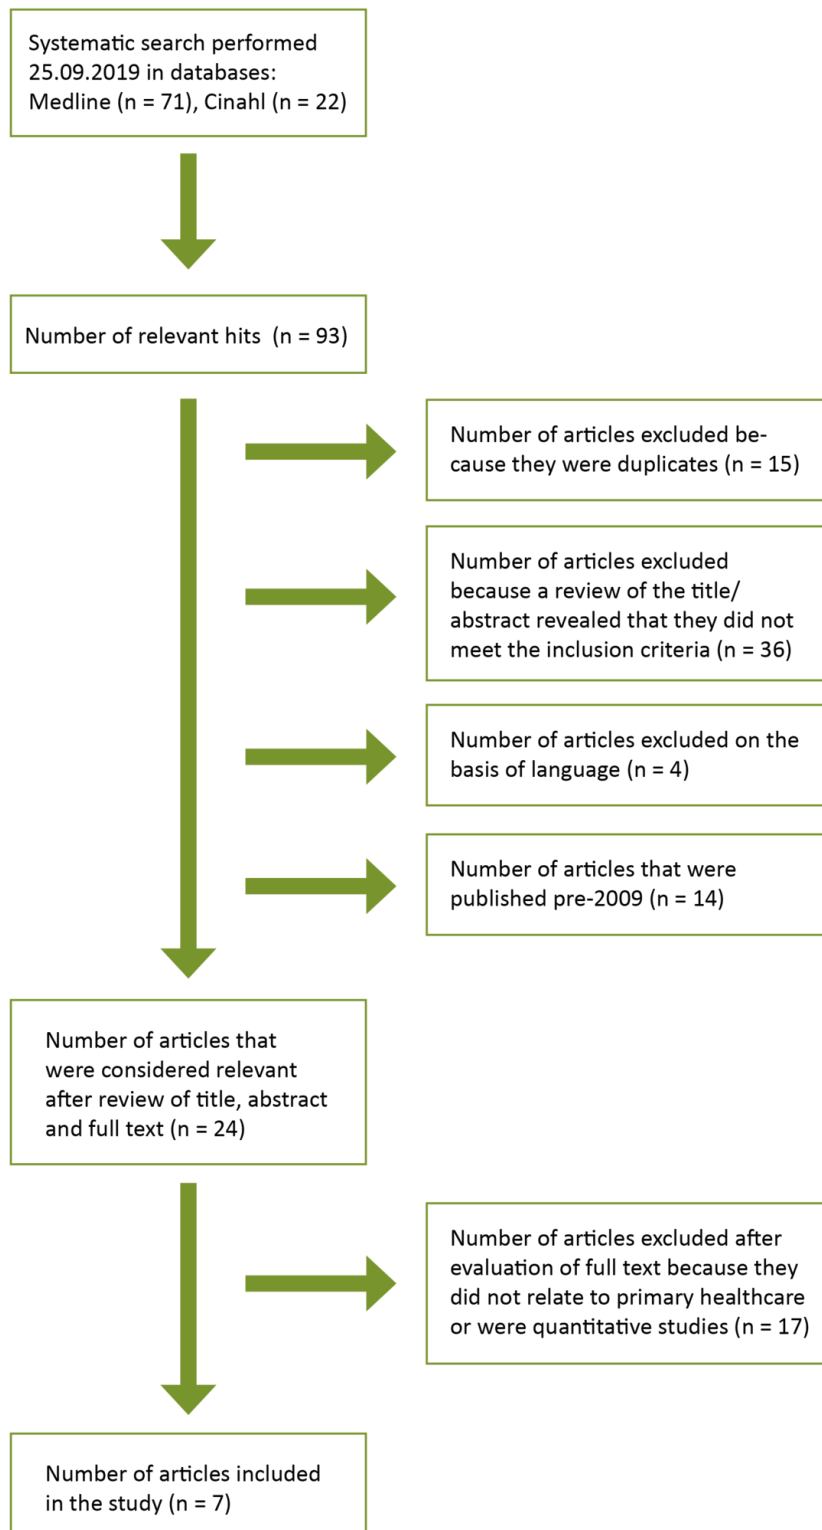 Systematic search performed
25.09.2019 in databases:
Medline (n = 71), Cinahl (n = 22)
Number of relevant hits (n = 93)
Number of articles excluded be-
cause they were duplicates (n = 15)
Number of articles excluded
because a review of the title/
abstract revealed that they did not
meet the inclusion criteria (n = 36)
Number of articles excluded on the
basis of language (n = 4)
Number of articles that were
published pre-2009 (n = 14)
Number of articles that
were considered relevant
after review of title, abstract
and full text (n = 24)
Number of articles excluded after
evaluation of full text because they
did not relate to primary healthcare
or were quantitative studies (n = 17)
Number of articles included
in the study (n = 7)